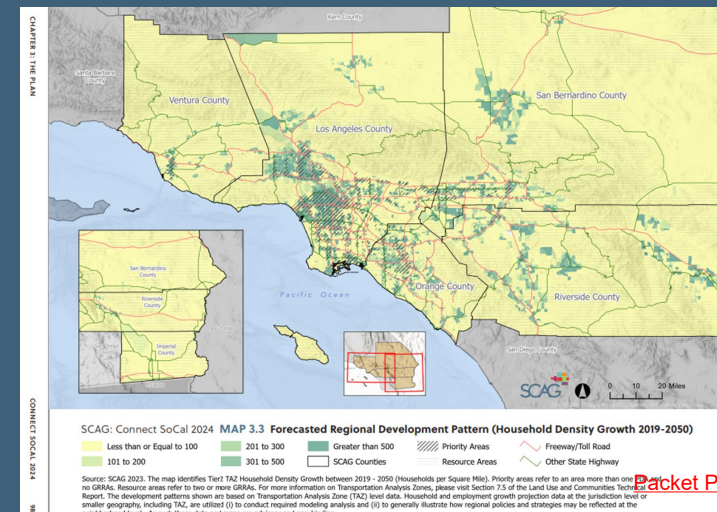 CHAPTER 3: THE PLAN
CONNECT SOCAL 2024
98
Kern County
Santa Barbara
County
Ventura County
Los Angeles County
San Bernardino County
Orange County
Riverside County
San Diego County
Pacific Ocean
San Bernardino
County
Riverside
County
Imperial
County
SCAG
0 10 20 Miles
SCAG: Connect SoCal 2024 MAP 3.3 Forecasted Regional Development Pattern (Household Density Growth 2019-2050)
Less than or Equal to 100
201 to 300
Greater than 500
Priority Areas
Freeway/Toll Road
101 to 200
301 to 500
SCAG Counties
Resource Areas
Other State Highway
Source: SCAG 2023. The map identifies Tier2 TAZ Household Density Growth between 2019 - 2050 (Households per Square Mile). Priority areas refer to an area more than one PDA and
no GRRAs. Resource areas refer to two or more GRRAs. For more information on Transportation Analysis Zones, please visit Section 7.5 of the Land Use and Communities Technical
Report. The development patterns shown are based on Transportation Analysis Zone (TAZ) level data. Household and employment growth projection data at the jurisdiction level or
smaller geography, including TAZ, are utilized (i) to conduct required modeling analysis and (ii) to generally illustrate how regional policies and strategies may be reflected at the
Packet P